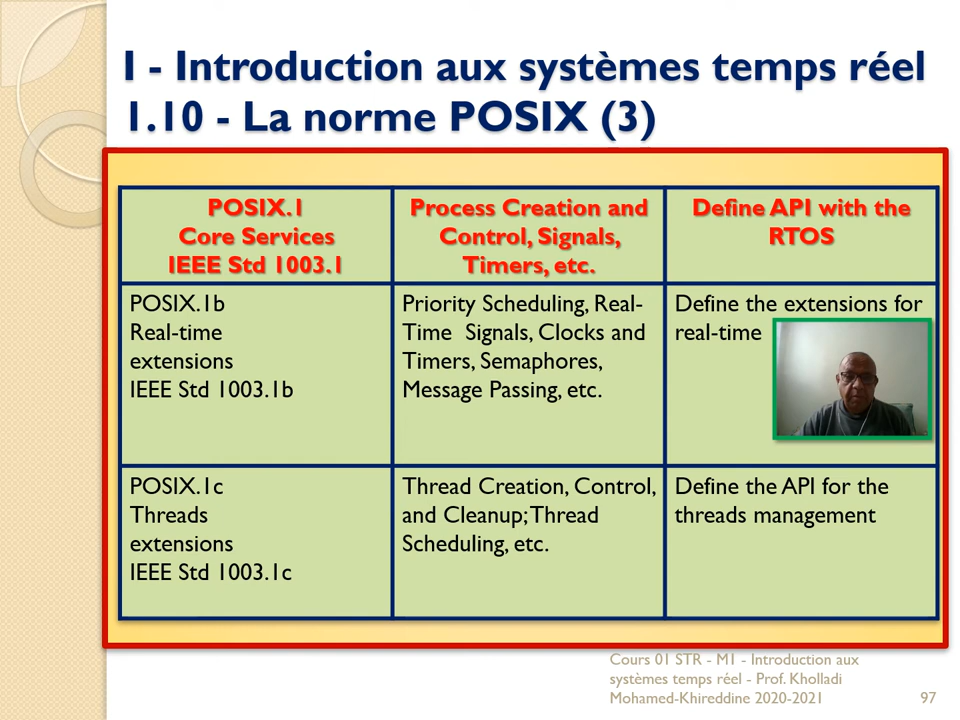 I - Introduction aux systèmes temps réel
1.10 - La norme POSIX (3)
POSIX.1
Core Services
IEEE Std 1003.1
Process Creation and
Control, Signals,
Timers, etc.
Define API with the
RTOS
POSIX.1b
Real-time
extensions
IEEE Std 1003.1b
Priority Scheduling, Real-
Time Signals, Clocks and
Timers, Semaphores,
Message Passing, etc.
Define the extensions for
real-time
POSIX.1c
Threads
extensions
IEEE Std 1003.1c
Thread Creation, Control,
and Cleanup; Thread
Scheduling, etc.
Define the API for the
threads management
Cours 01 STR - M1 - Introduction aux
systèmes temps réel - Prof. Kholladi
Mohamed-Khireddine 2020-2021
97